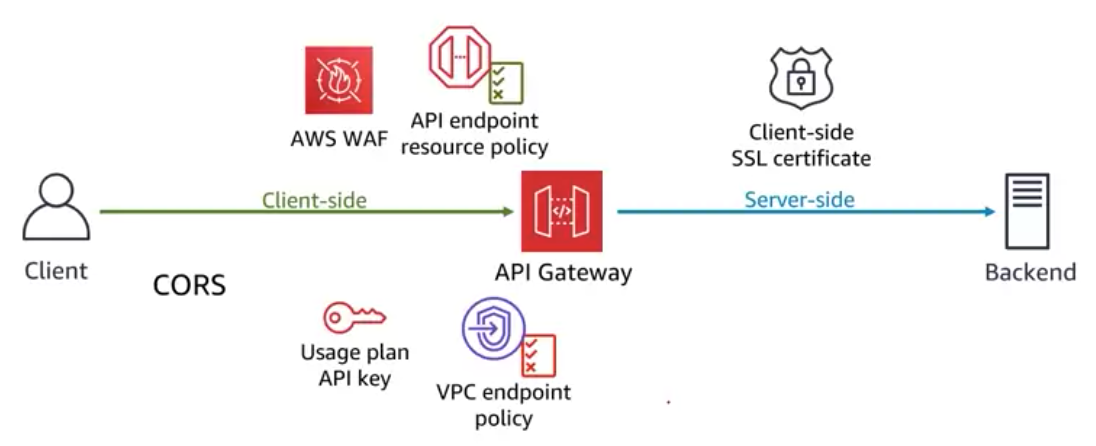 AWS WAF
API endpoint
resource policy
Client-side
SSL certificate
Client-side
Server-side
Client
API Gateway
Backend
CORS
Usage plan
API key
VPC endpoint
policy